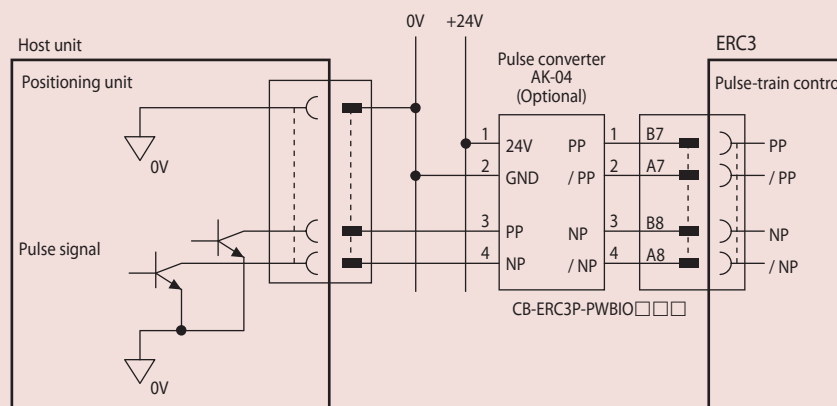 0V +24V
Host unit
ERC3
Pulse converter
AK-04
(Optional)
Positioning unit
Pulse-train contro
1 24V PP 1 B7 PP
0V
2 GND / PP 2 A7 / PP
3 PP NP 3 B8 NP
Pulse signal
4 NP / NP 4 A8 / NP
CB-ERC3P-PWBIO□□□
0V